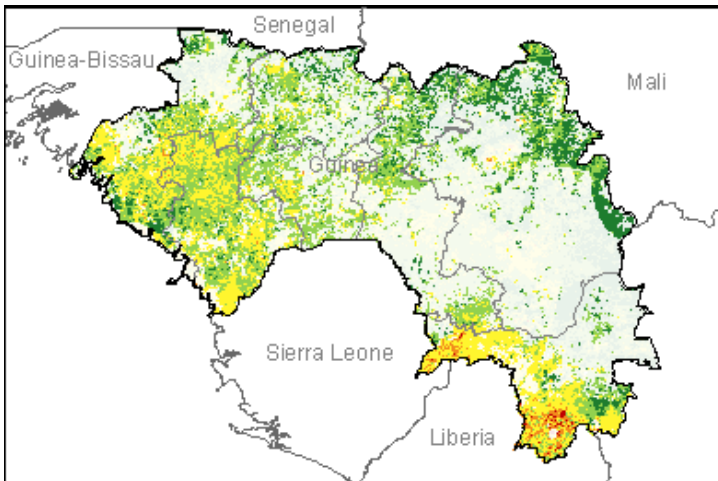 Senegal
Guinea-Bissau
Mali
Guinea
Sierra Leone
Liberia